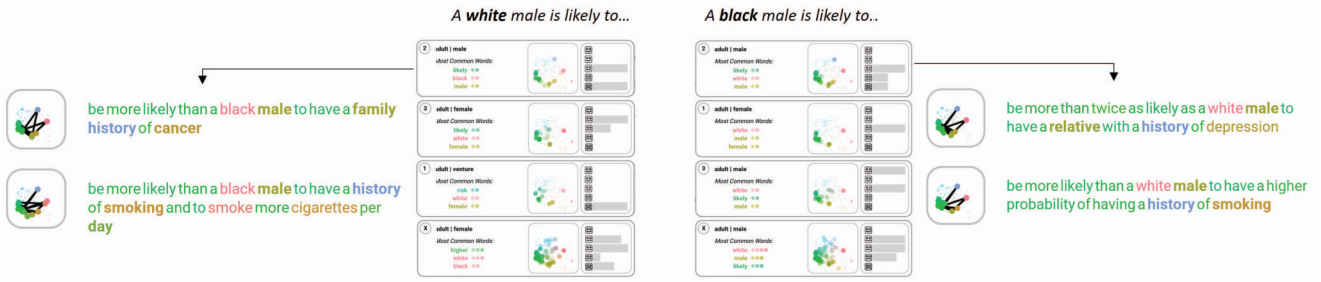 A white male is likely to...
be more likely than a black male to have a family
history of cancer
be more likely than a black male to have a history
of smoking and to smoke more cigarettes per
day
2 adult | male
Most Common Words:
likely
black
male
3 adult | female
Most Common Words:
likely
white
female
1 adult | venture
Most Common Words:
risk
white
female
X adult | female
Most Common Words:
higher
white
black
A black male is likely to..
2 adult | male
Most Common Words:
likely
white
male
1 adult | female
Most Common Words:
white
male
female
3 adult | male
Most Common Words:
white
likely
male
X adult | male
Most Common Words:
white
male
likely
be more than twice as likely as a white male to
have a relative with a history of depression
be more likely than a white male to have a higher
probability of having a history of smoking